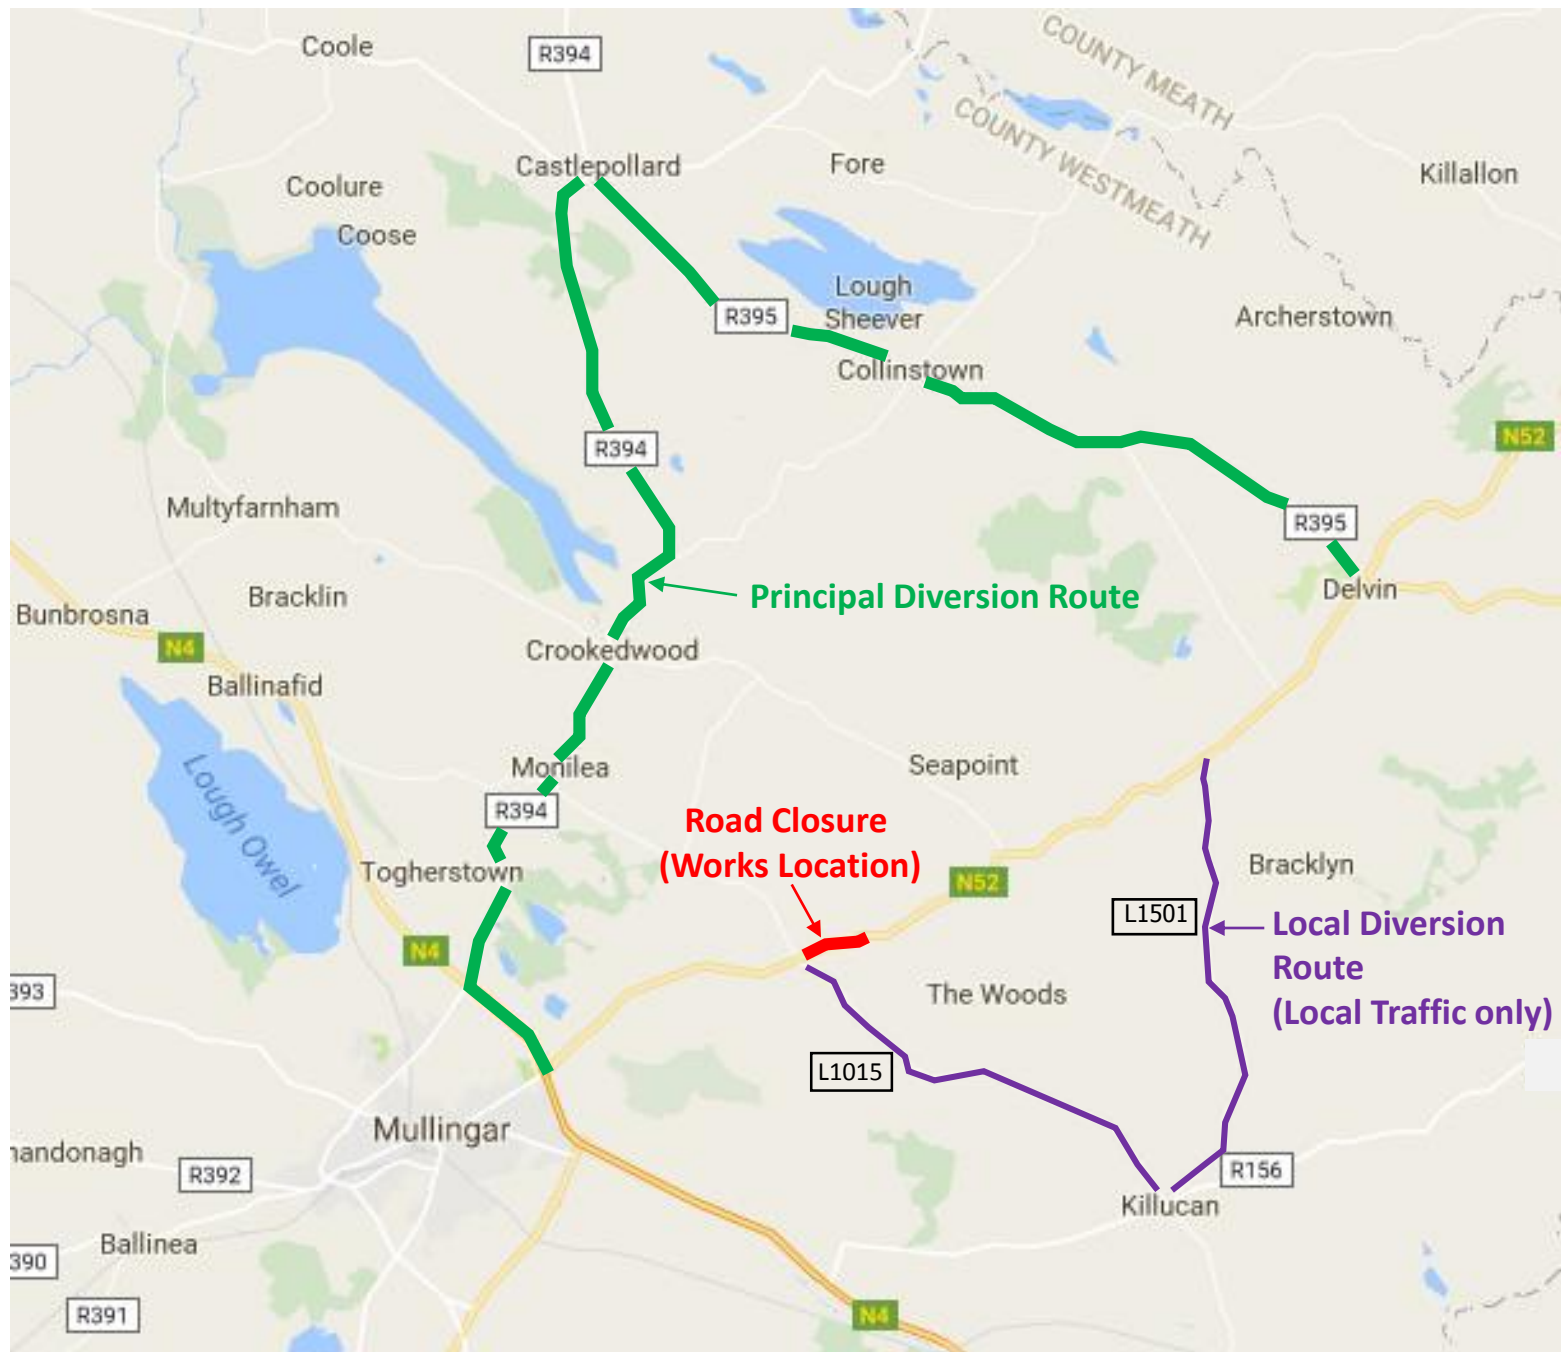 Coole
R394
COUNTY MEATH
COUNTY WESTMEATH
Castlepollard
Fore
Killallon
Coolure
Coose
Lough
Sheever
R395
Archerstown
Collinstown
R394
N52
Multyfarnham
R395
Bracklin
Principal Diversion Route
Delvin
Bunbrosna
N4
Crookedwood
Ballinafid
Monilea
Seapoint
Lough Owel
R394
Road Closure
(Works Location)
Togherstown
N52
Bracklyn
L1501
Local Diversion
Route
(Local Traffic only)
N4
393
The Woods
L1015
Mullingar
handonagh
R392
R156
Killucan
Ballinea
390
R391
N4